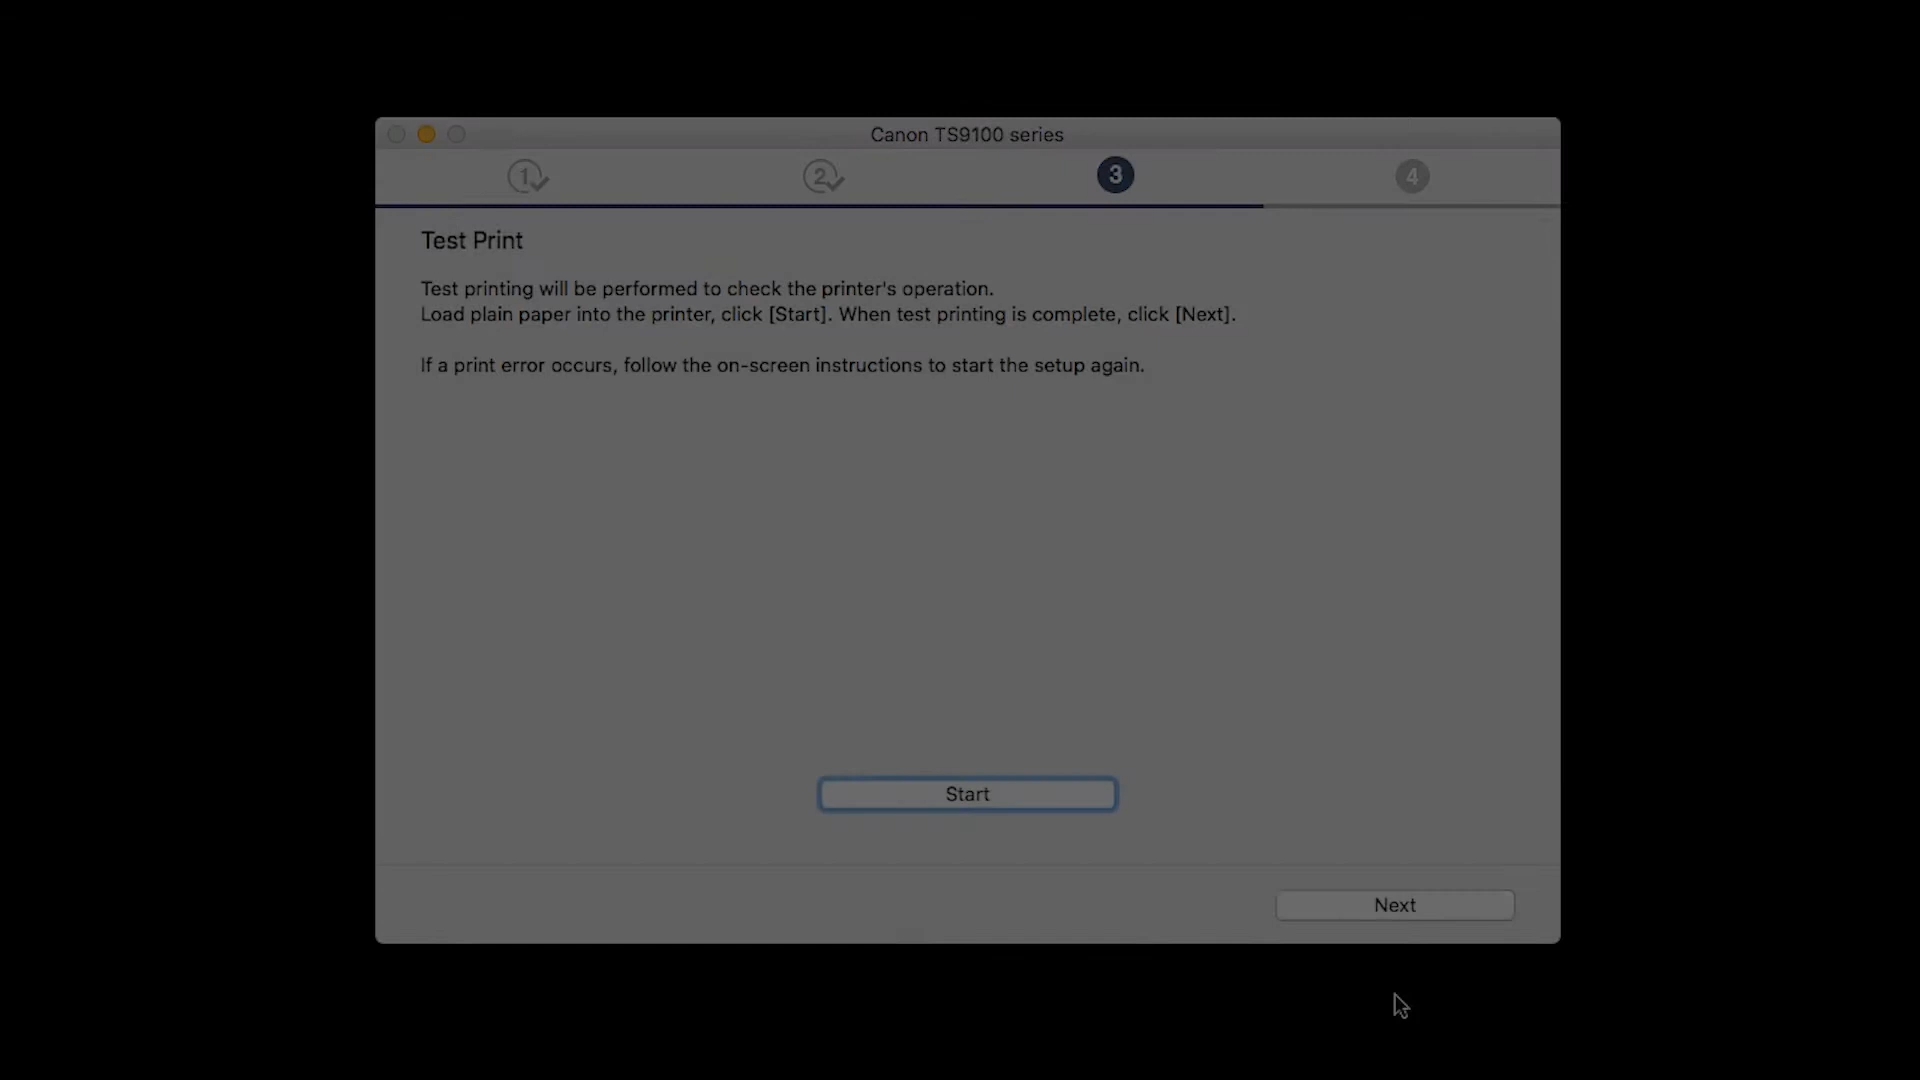 Canon TS9100 series
1
2
3
4
Test Print
Test printing will be performed to check the printer's operation.
Load plain paper into the printer, click [Start]. When test printing is complete, click [Next].
If a print error occurs, follow the on-screen instructions to start the setup again.
Start
Next